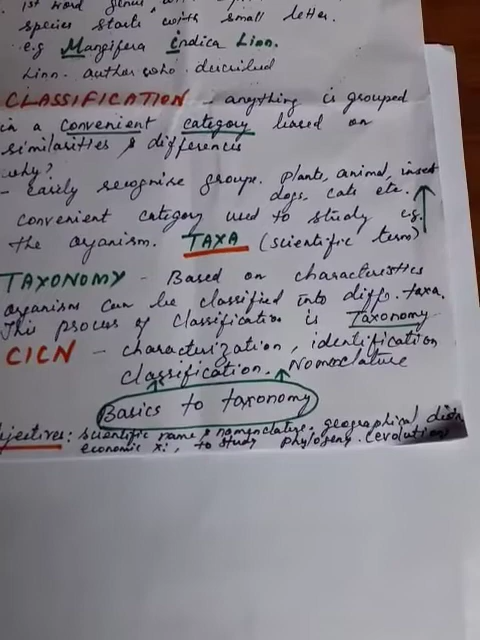 1st word genus,
species starts with small letter.
e.g Mangifera indica Linn.
Linn. author who described
CLASSIFICATION - anything is grouped
in a convenient category based on
similarities & differences
why?
- easily recognize groups. plants, animal, insect
dogs, cats etc.
convenient category used to study e.g.
the organism. TAXA (scientific term)
TAXONOMY - Based on characteristics
organism can be classified into diff. taxa.
This process of classification is Taxonomy
CICN - characterization, identification
classification. Nomoclature
Basics to taxonomy
objectives: scientific name, nomenclature, geographical distr
economic xi, to study phylogeny (evolution